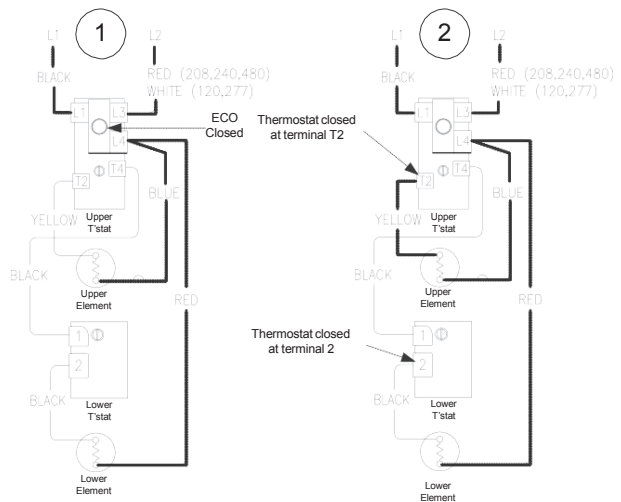 1
L1
L2
BLACK
RED (208,240,480)
WHITE (120,277)
L1
L3
ECO
Closed
L4
T2
T4
BLUE
YELLOW
Upper
T'stat
BLACK
Upper
Element
RED
1
2
BLACK
Lower
T'stat
Lower
Element
2
L1
L2
BLACK
RED (208,240,480)
WHITE (120,277)
Thermostat closed
at terminal T2
L1
L3
L4
T2
T4
BLUE
YELLOW
Upper
T'stat
BLACK
Upper
Element
RED
Thermostat closed
at terminal 2
1
2
BLACK
Lower
T'stat
Lower
Element